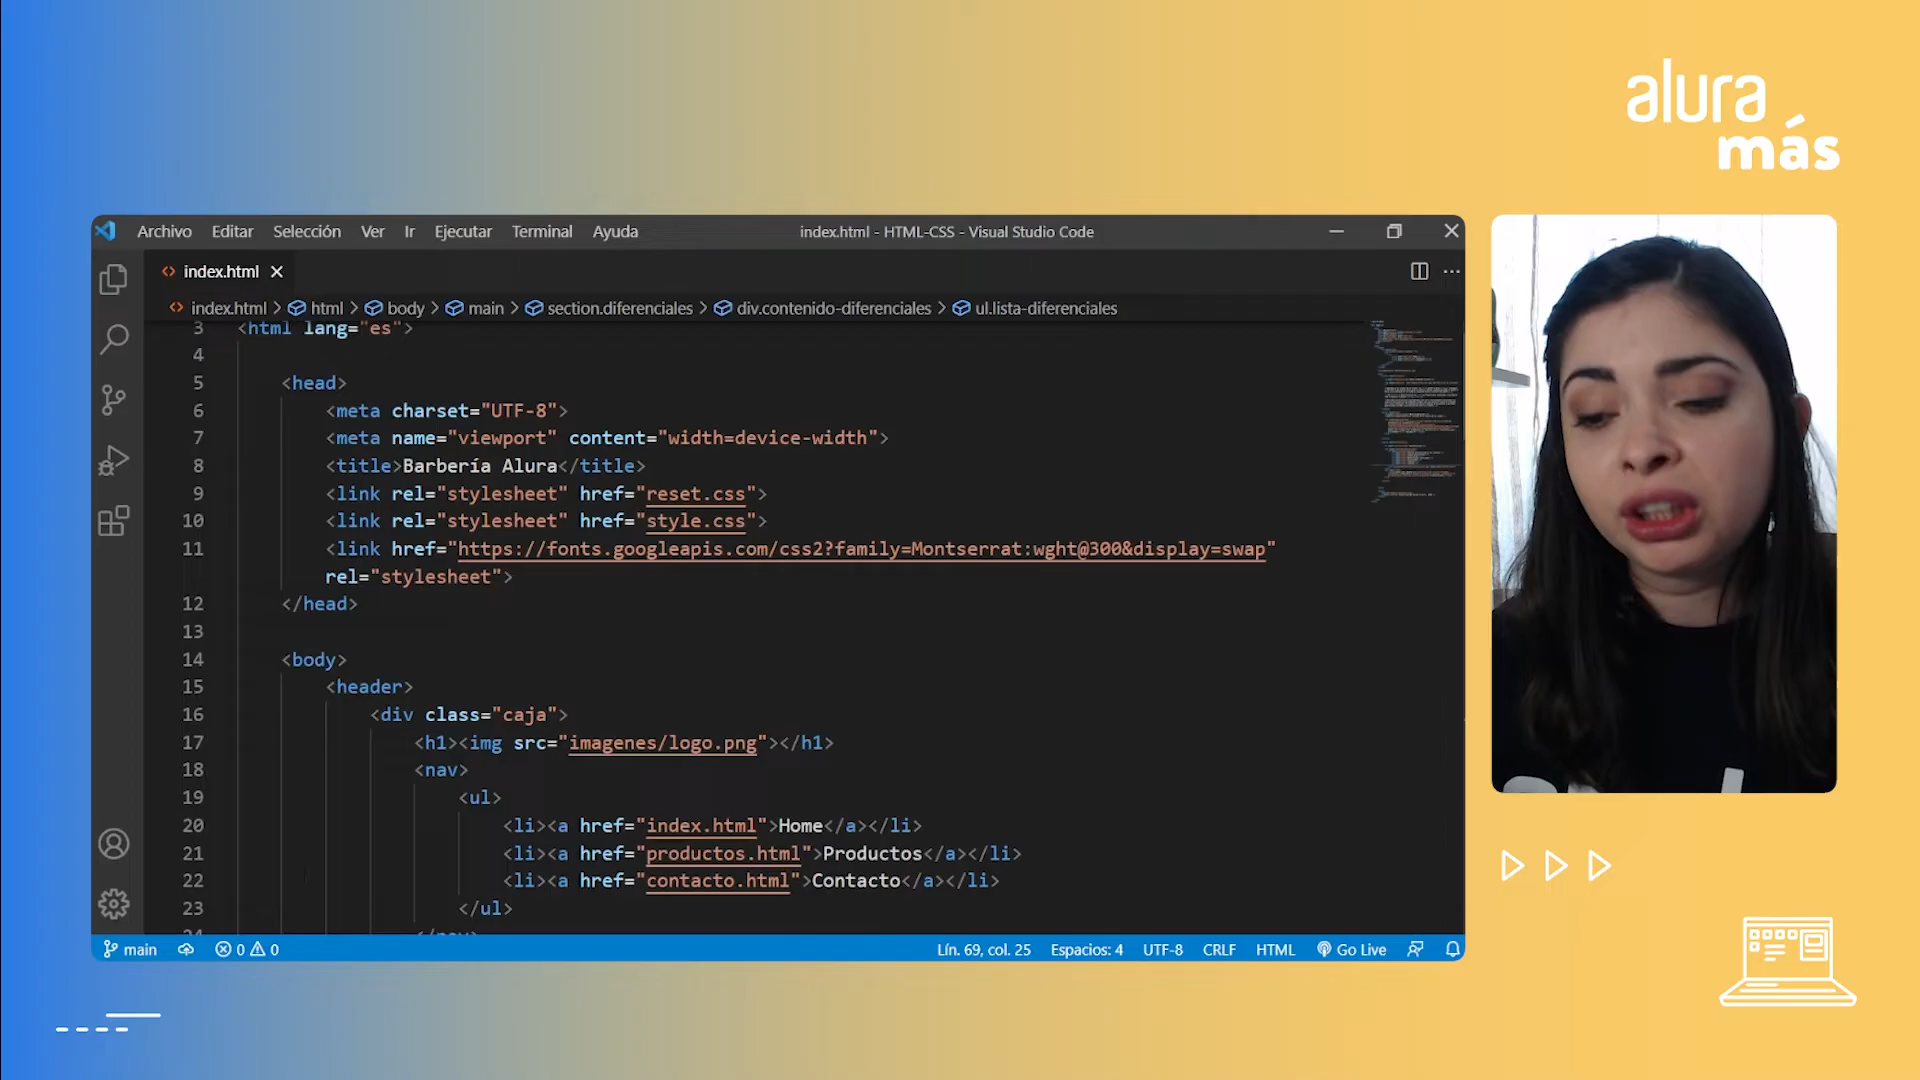 alura
más
Archivo Editar Selección Ver Ir Ejecutar Terminal Ayuda index.html - HTML-CSS - Visual Studio Code
index.html
index.html > html > body > main > section.diferenciales > div.contenido-diferenciales > ul.lista-diferenciales
3 <html lang="es">
4
5 <head>
6 <meta charset="UTF-8">
7 <meta name="viewport" content="width=device-width">
8 <title>Barbería Alura</title>
9 <link rel="stylesheet" href="reset.css">
10 <link rel="stylesheet" href="style.css">
11 <link href="https://fonts.googleapis.com/css2?family=Montserrat:wght@300&display=swap"
rel="stylesheet">
12 </head>
13
14 <body>
15 <header>
16 <div class="caja">
17 <h1><img src="imagenes/logo.png"></h1>
18 <nav>
19 <ul>
20 <li><a href="index.html">Home</a></li>
21 <li><a href="productos.html">Productos</a></li>
22 <li><a href="contacto.html">Contacto</a></li>
23 </ul>
24 </nav>
main 0 0 Lín. 69, col. 25 Espacios: 4 UTF-8 CRLF HTML Go Live